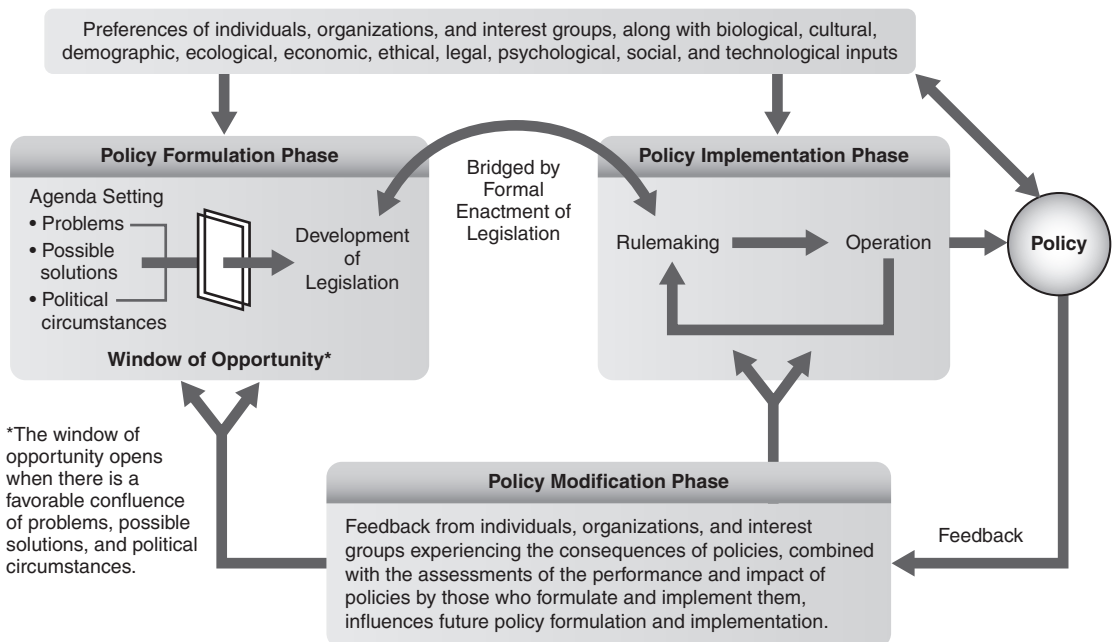 Preferences of individuals, organizations, and interest groups, along with biological, cultural,
demographic, ecological, economic, ethical, legal, psychological, social, and technological inputs
Policy Formulation Phase
Agenda Setting
• Problems
• Possible
solutions
• Political
circumstances
Development
of
Legislation
Window of Opportunity*
Bridged by
Formal
Enactment of
Legislation
Policy Implementation Phase
Rulemaking
Operation
Policy
*The window of
opportunity opens
when there is a
favorable confluence
of problems, possible
solutions, and political
circumstances.
Policy Modification Phase
Feedback from individuals, organizations, and interest
groups experiencing the consequences of policies, combined
with the assessments of the performance and impact of
policies by those who formulate and implement them,
influences future policy formulation and implementation.
Feedback